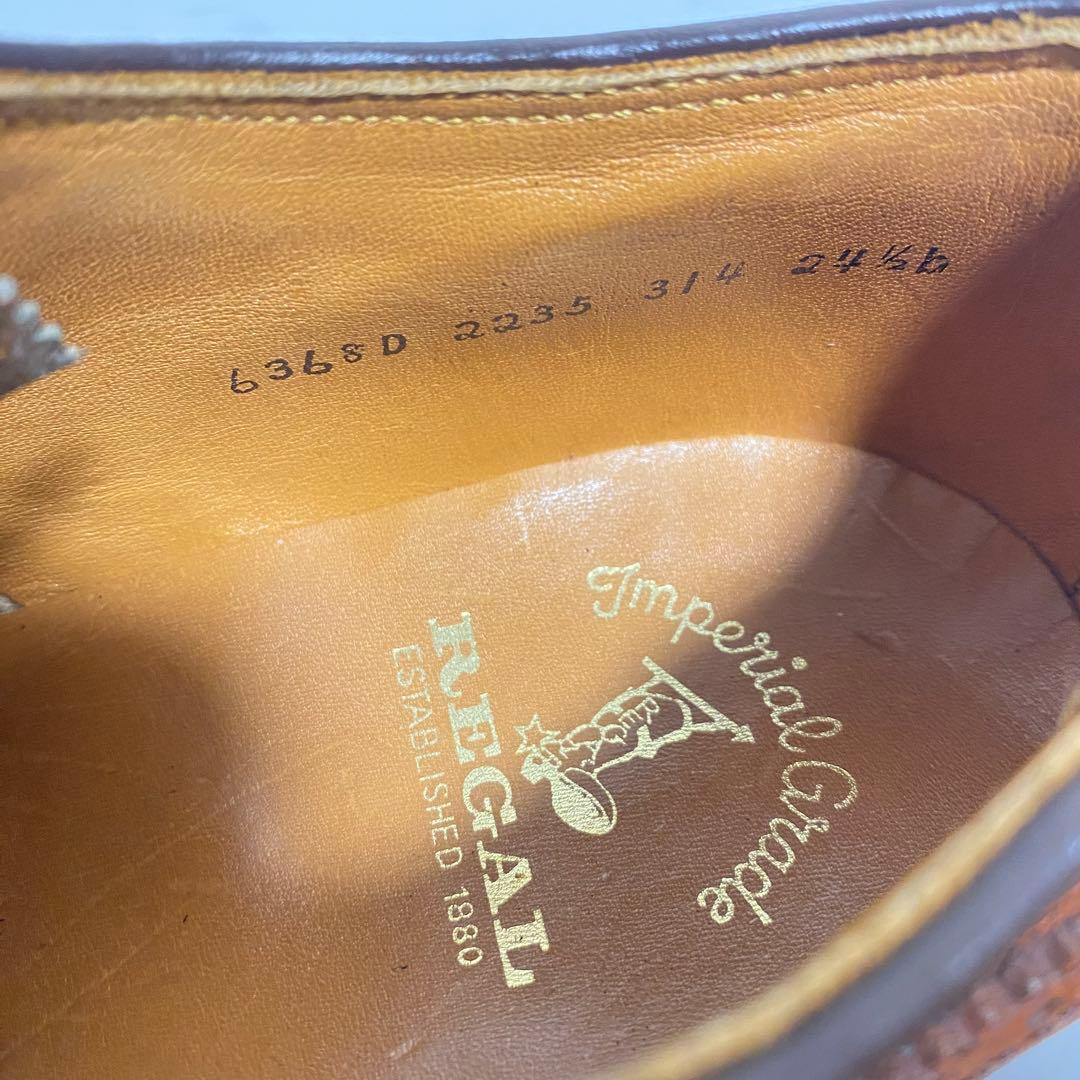 6368D 2235 314 24½b
Imperial Grade
REGAL
ESTABLISHED 1880